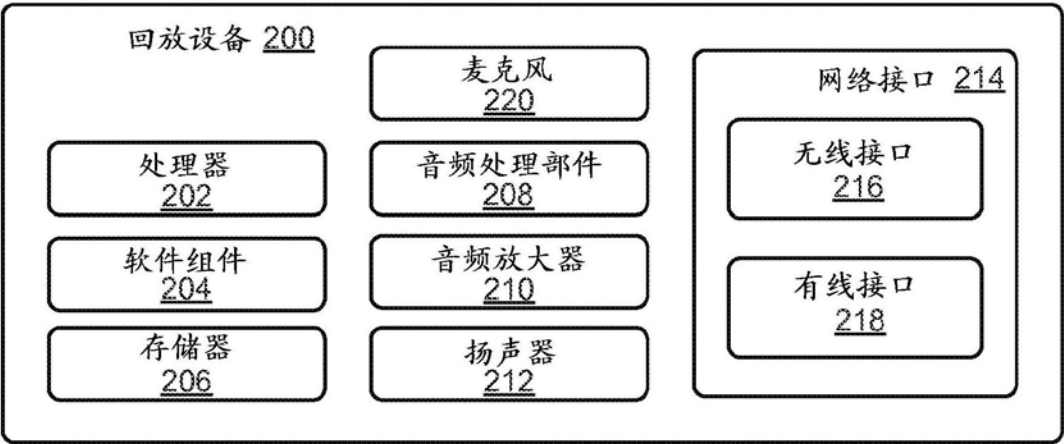 回放设备 200
麦克风
220
处理器
202
音频处理部件
208
软件组件
204
音频放大器
210
存储器
206
扬声器
212
网络接口 214
无线接口
216
有线接口
218